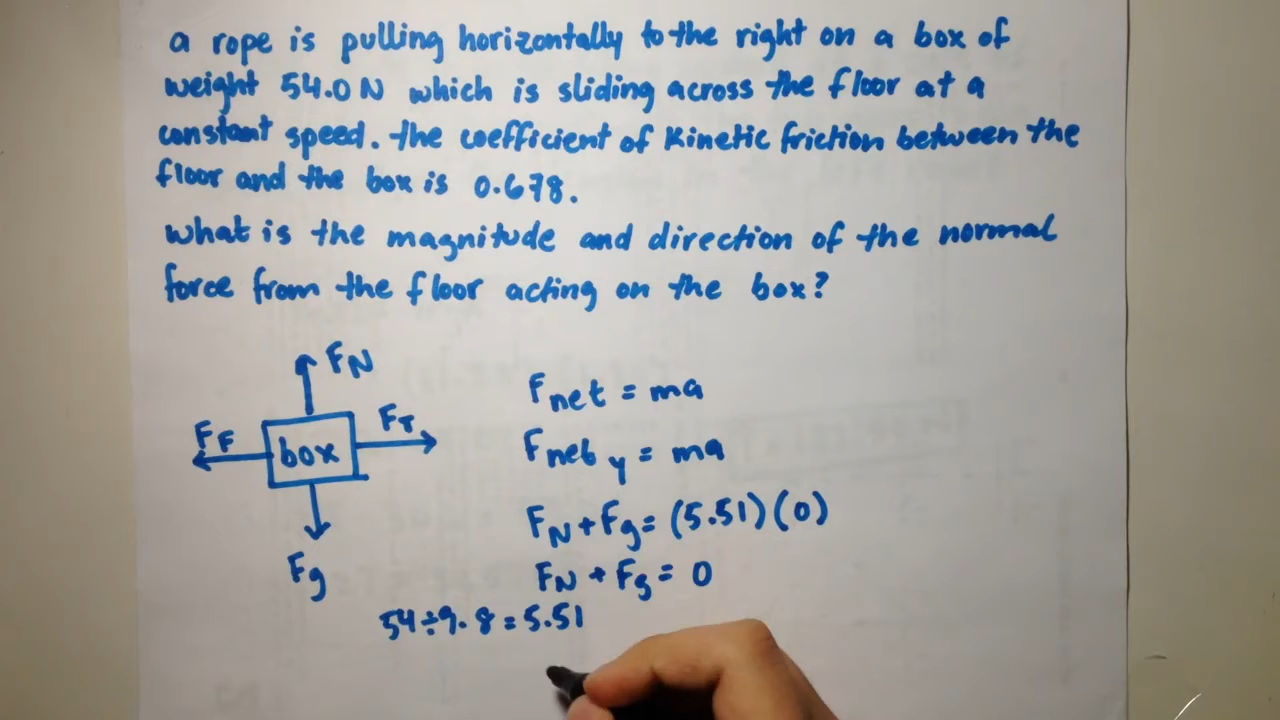 a rope is pulling horizontally to the right on a box of
weight 54.0 N which is sliding across the floor at a
constant speed. the coefficient of Kinetic friction between the
floor and the box is 0.678.
what is the magnitude and direction of the normal
force from the floor acting on the box?
FN
FF
box
FT
Fg
Fnet = ma
Fnet y = ma
FN + Fg = (5.51)(0)
FN + Fg = 0
54÷9.8 = 5.51